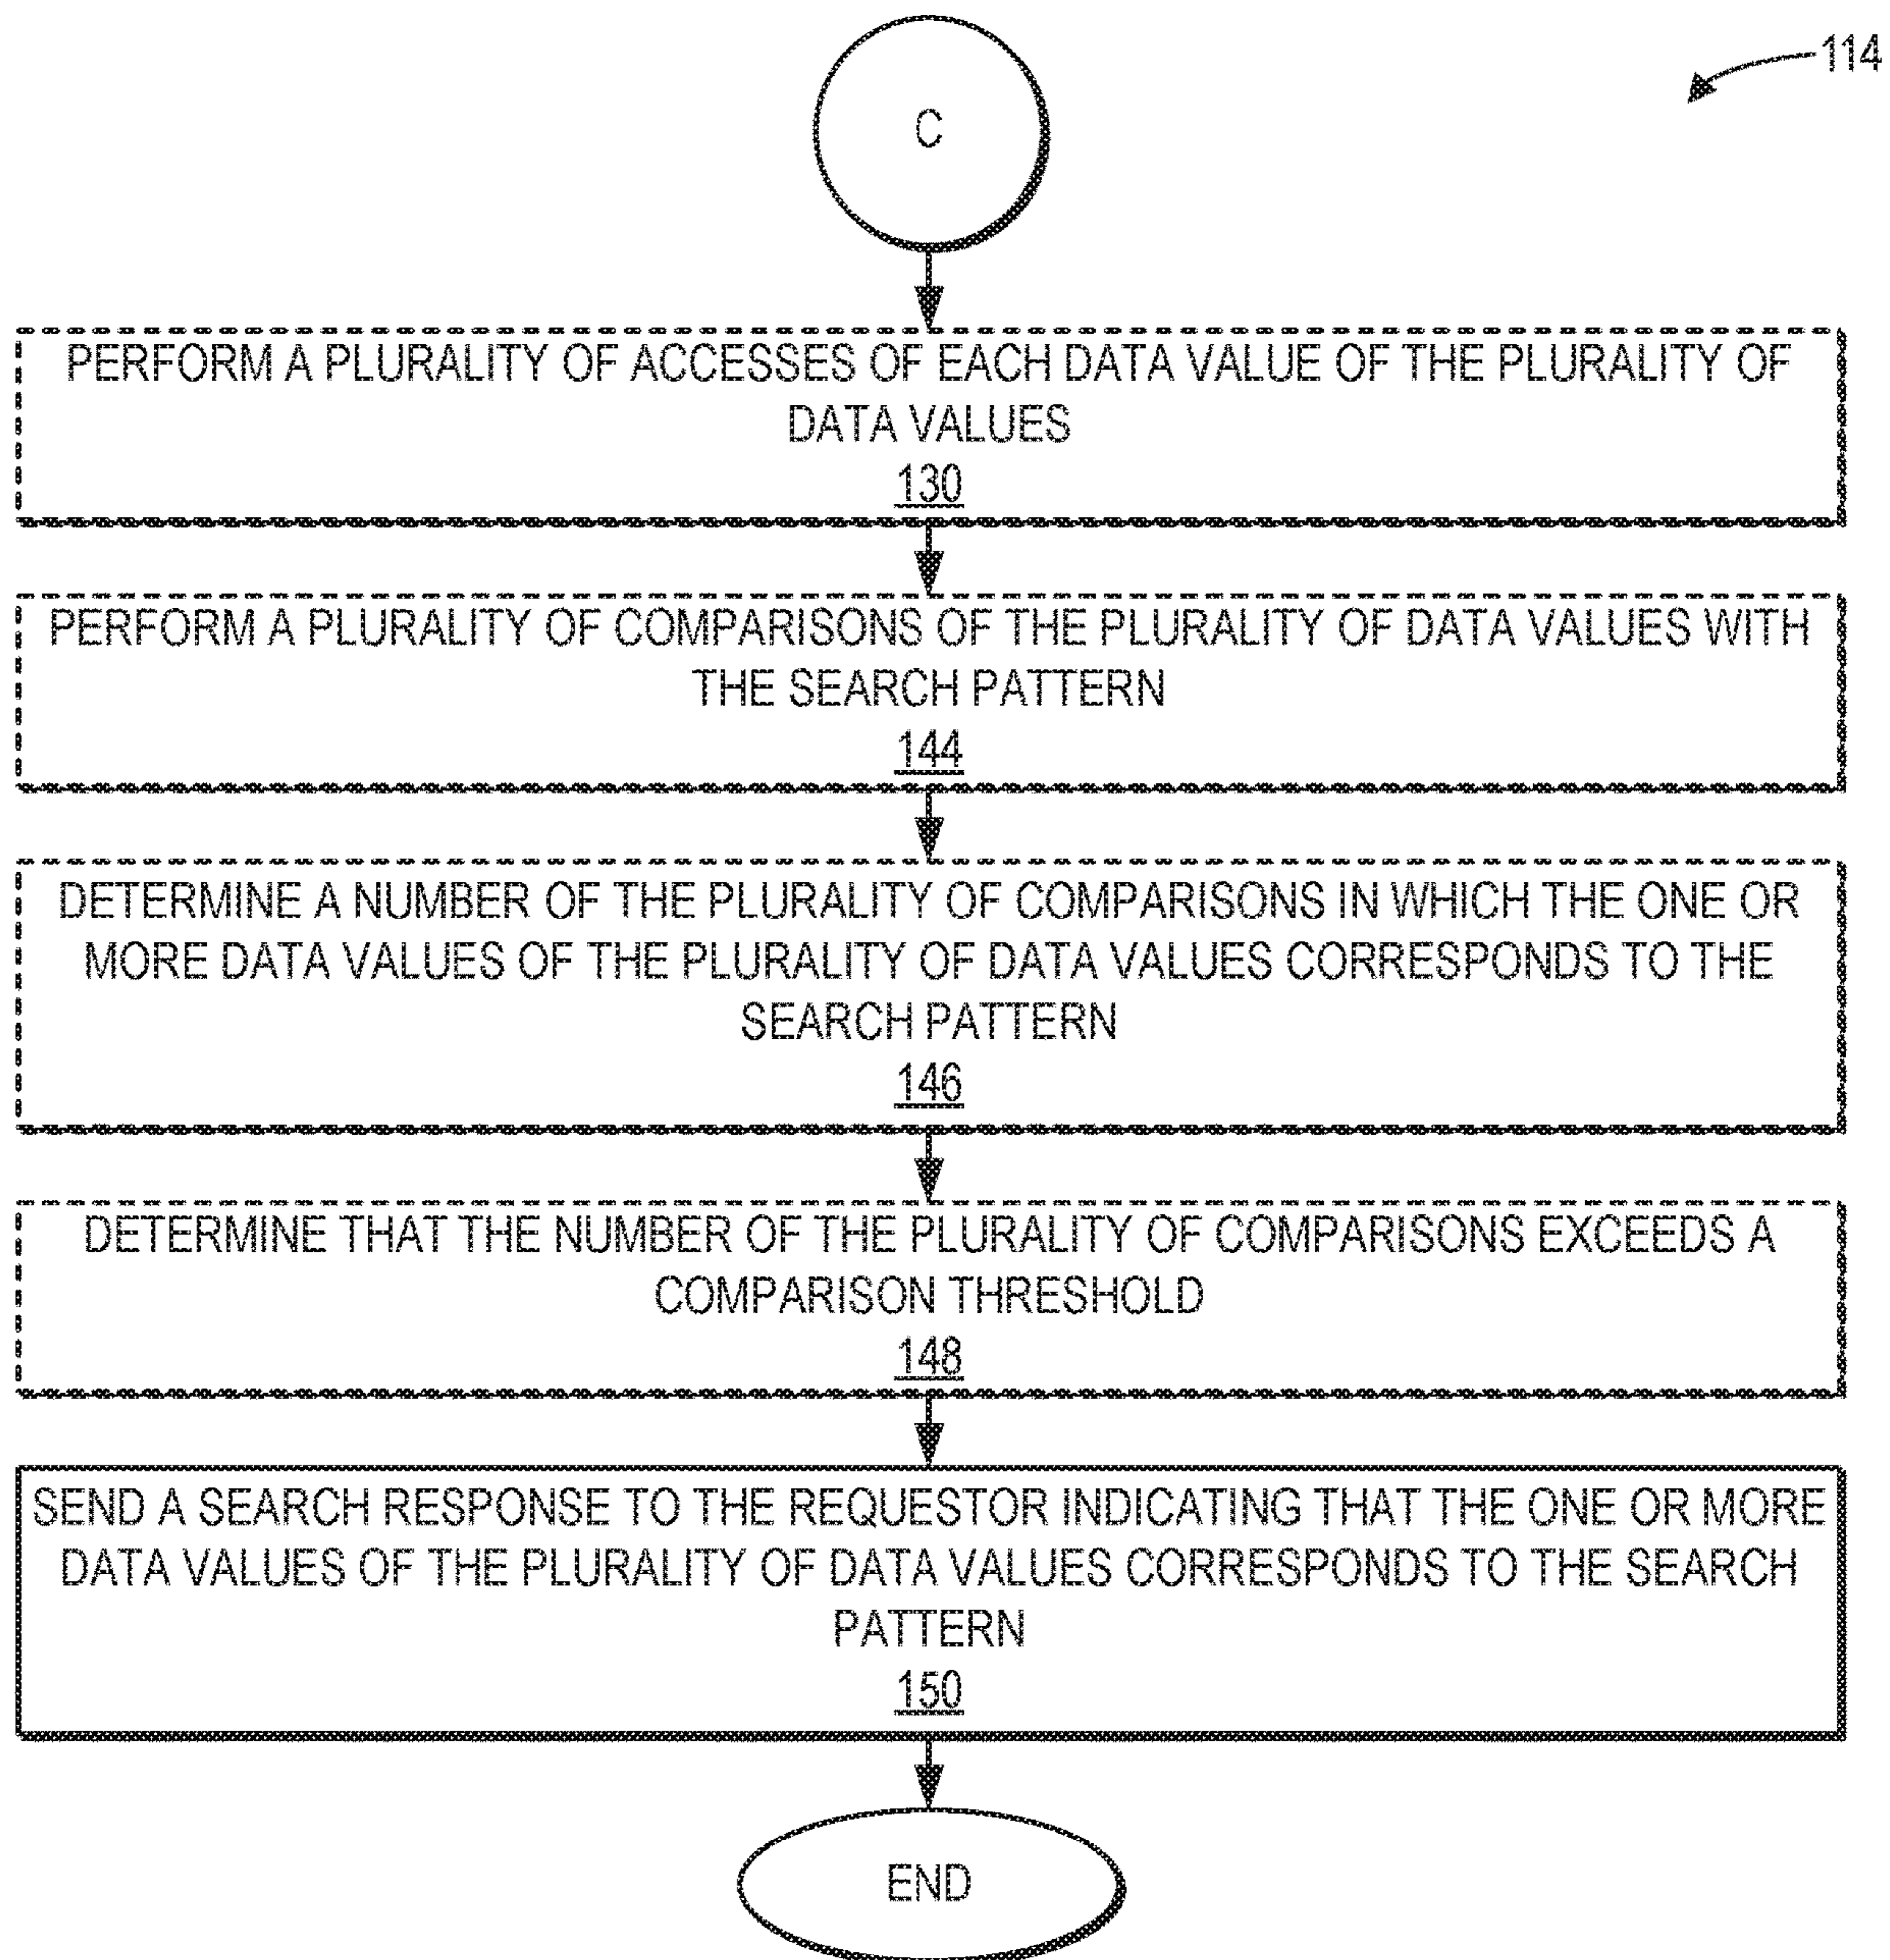 114
C
PERFORM A PLURALITY OF ACCESSES OF EACH DATA VALUE OF THE PLURALITY OF
DATA VALUES
130
PERFORM A PLURALITY OF COMPARISONS OF THE PLURALITY OF DATA VALUES WITH
THE SEARCH PATTERN
144
DETERMINE A NUMBER OF THE PLURALITY OF COMPARISONS IN WHICH THE ONE OR
MORE DATA VALUES OF THE PLURALITY OF DATA VALUES CORRESPONDS TO THE
SEARCH PATTERN
146
DETERMINE THAT THE NUMBER OF THE PLURALITY OF COMPARISONS EXCEEDS A
COMPARISON THRESHOLD
148
SEND A SEARCH RESPONSE TO THE REQUESTOR INDICATING THAT THE ONE OR MORE
DATA VALUES OF THE PLURALITY OF DATA VALUES CORRESPONDS TO THE SEARCH
PATTERN
150
END